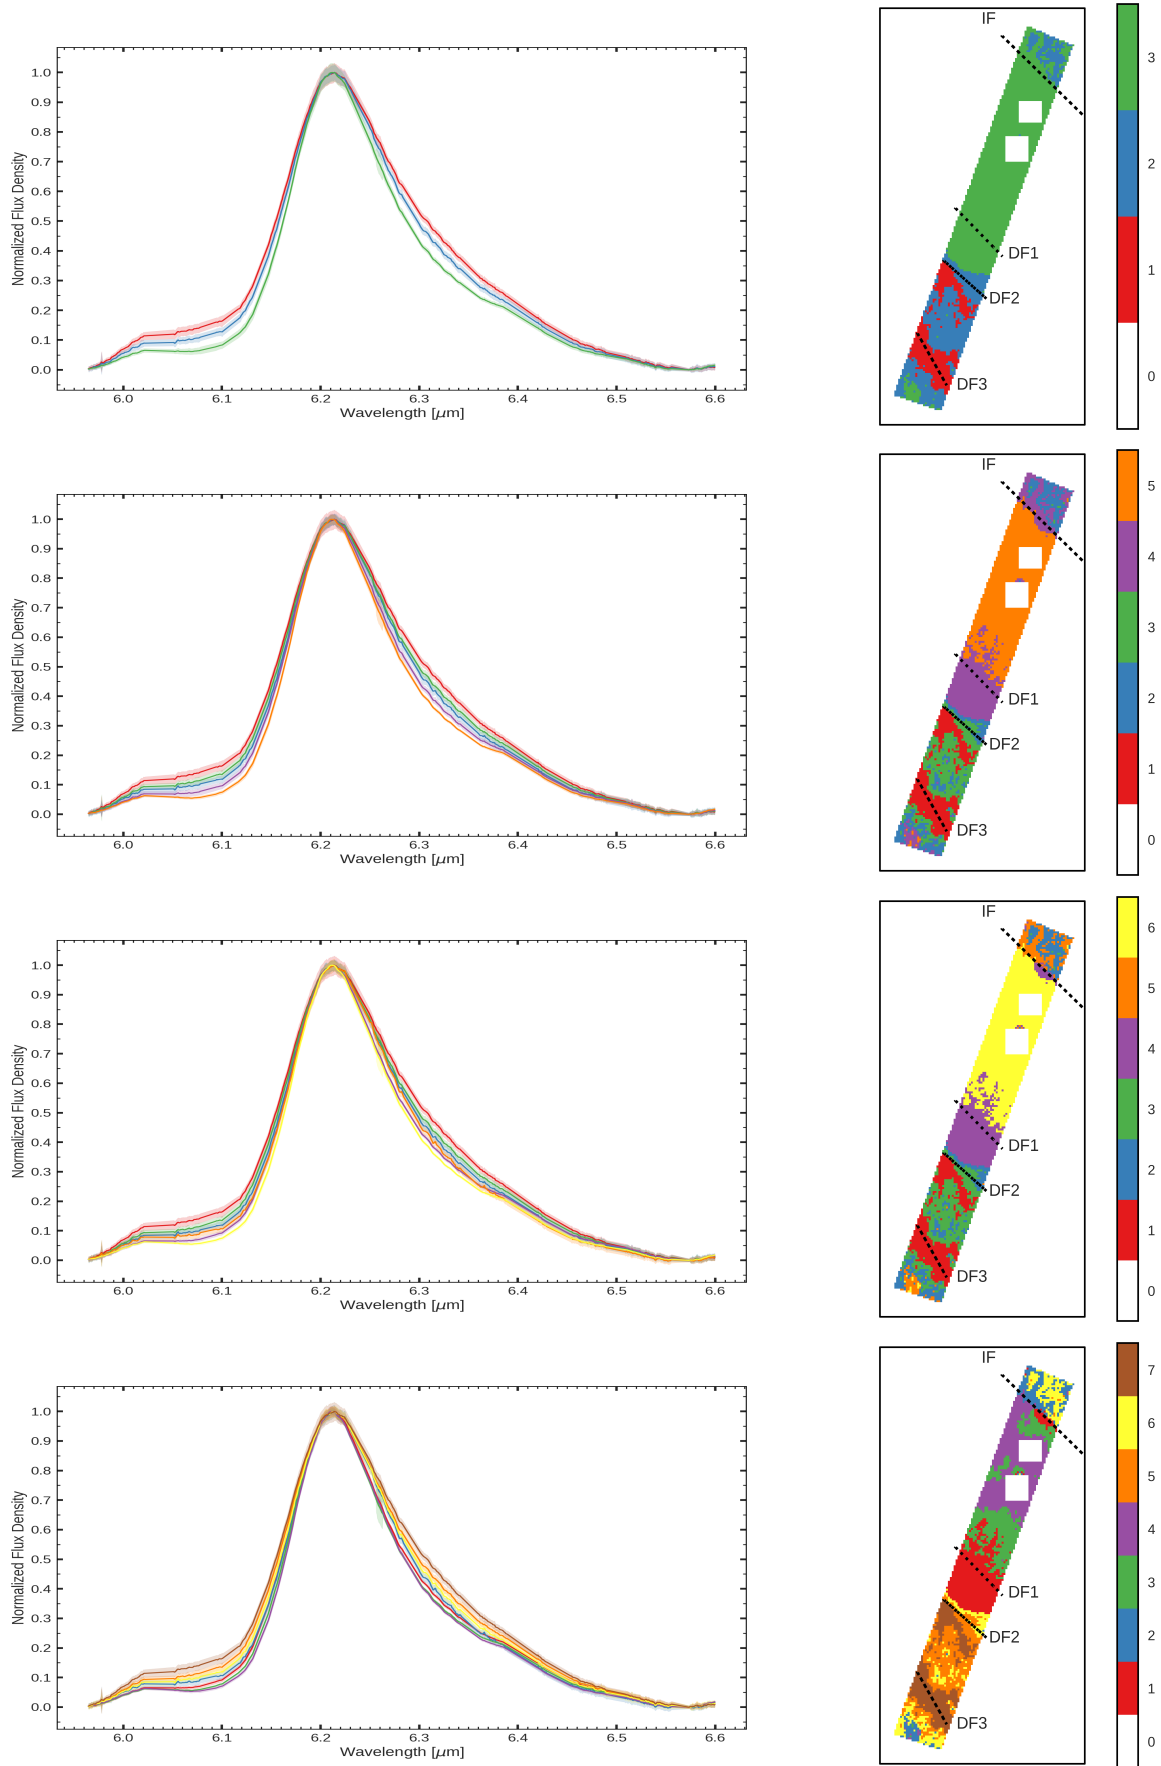 IF
1.0
0.9
0.8
0.7
0.6
0.5
0.4
0.3
0.2
0.1
0.0
Normalized Flux Density
6.0 6.1 6.2 6.3 6.4 6.5 6.6
Wavelength [μm]
DF1
DF2
DF3
3
2
1
0
IF
1.0
0.9
0.8
0.7
0.6
0.5
0.4
0.3
0.2
0.1
0.0
Normalized Flux Density
6.0 6.1 6.2 6.3 6.4 6.5 6.6
Wavelength [μm]
DF1
DF2
DF3
5
4
3
2
1
0
IF
1.0
0.9
0.8
0.7
0.6
0.5
0.4
0.3
0.2
0.1
0.0
Normalized Flux Density
6.0 6.1 6.2 6.3 6.4 6.5 6.6
Wavelength [μm]
DF1
DF2
DF3
6
5
4
3
2
1
0
IF
1.0
0.9
0.8
0.7
0.6
0.5
0.4
0.3
0.2
0.1
0.0
Normalized Flux Density
6.0 6.1 6.2 6.3 6.4 6.5 6.6
Wavelength [μm]
DF1
DF2
DF3
7
6
5
4
3
2
1
0